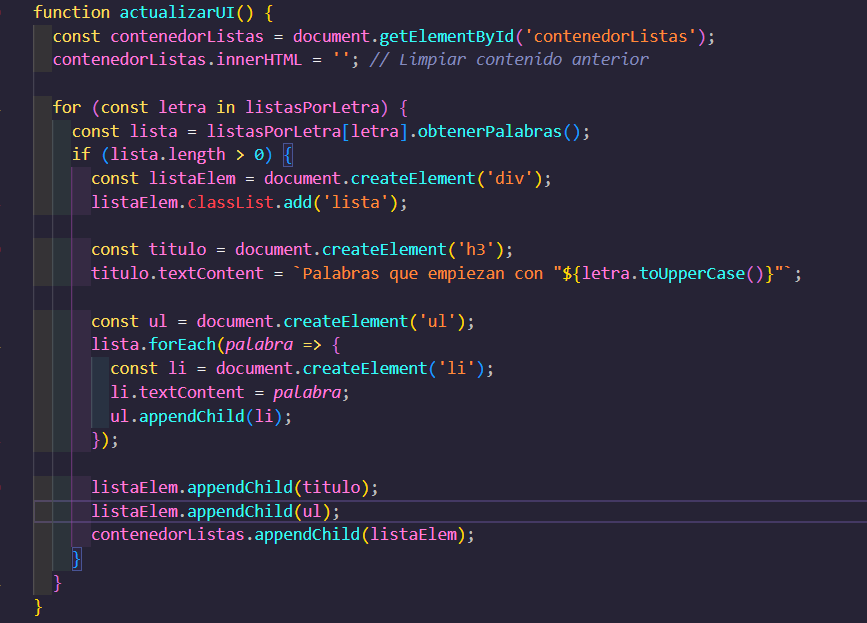 function actualizarUI() {
  const contenedorListas = document.getElementById('contenedorListas');
  contenedorListas.innerHTML = ''; // Limpiar contenido anterior

  for (const letra in listasPorLetra) {
    const lista = listasPorLetra[letra].obtenerPalabras();
    if (lista.length > 0) {
      const listaElem = document.createElement('div');
      listaElem.classList.add('lista');

      const titulo = document.createElement('h3');
      titulo.textContent = `Palabras que empiezan con "${letra.toUpperCase()}"`;

      const ul = document.createElement('ul');
      lista.forEach(palabra => {
        const li = document.createElement('li');
        li.textContent = palabra;
        ul.appendChild(li);
      });

      listaElem.appendChild(titulo);
      listaElem.appendChild(ul);
      contenedorListas.appendChild(listaElem);
    }
  }
}